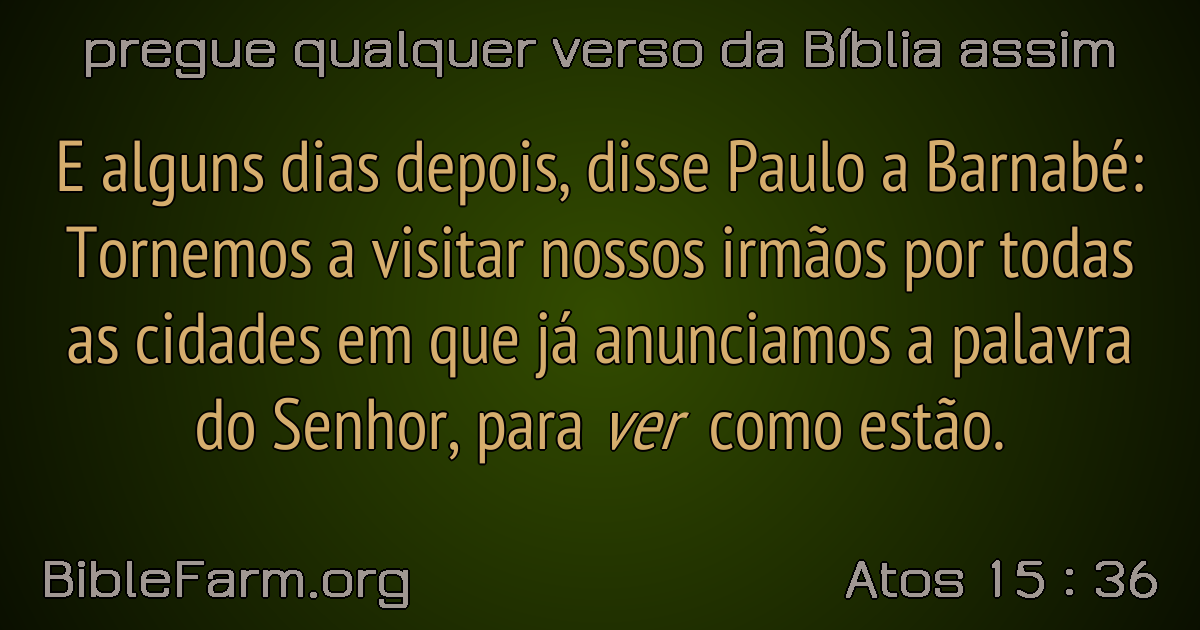 pregue qualquer verso da Bíblia assim
E alguns dias depois, disse Paulo a Barnabé:
Tornemos a visitar nossos irmãos por todas
as cidades em que já anunciamos a palavra
do Senhor, para ver como estão.
BibleFarm.org
Atos 15 : 36